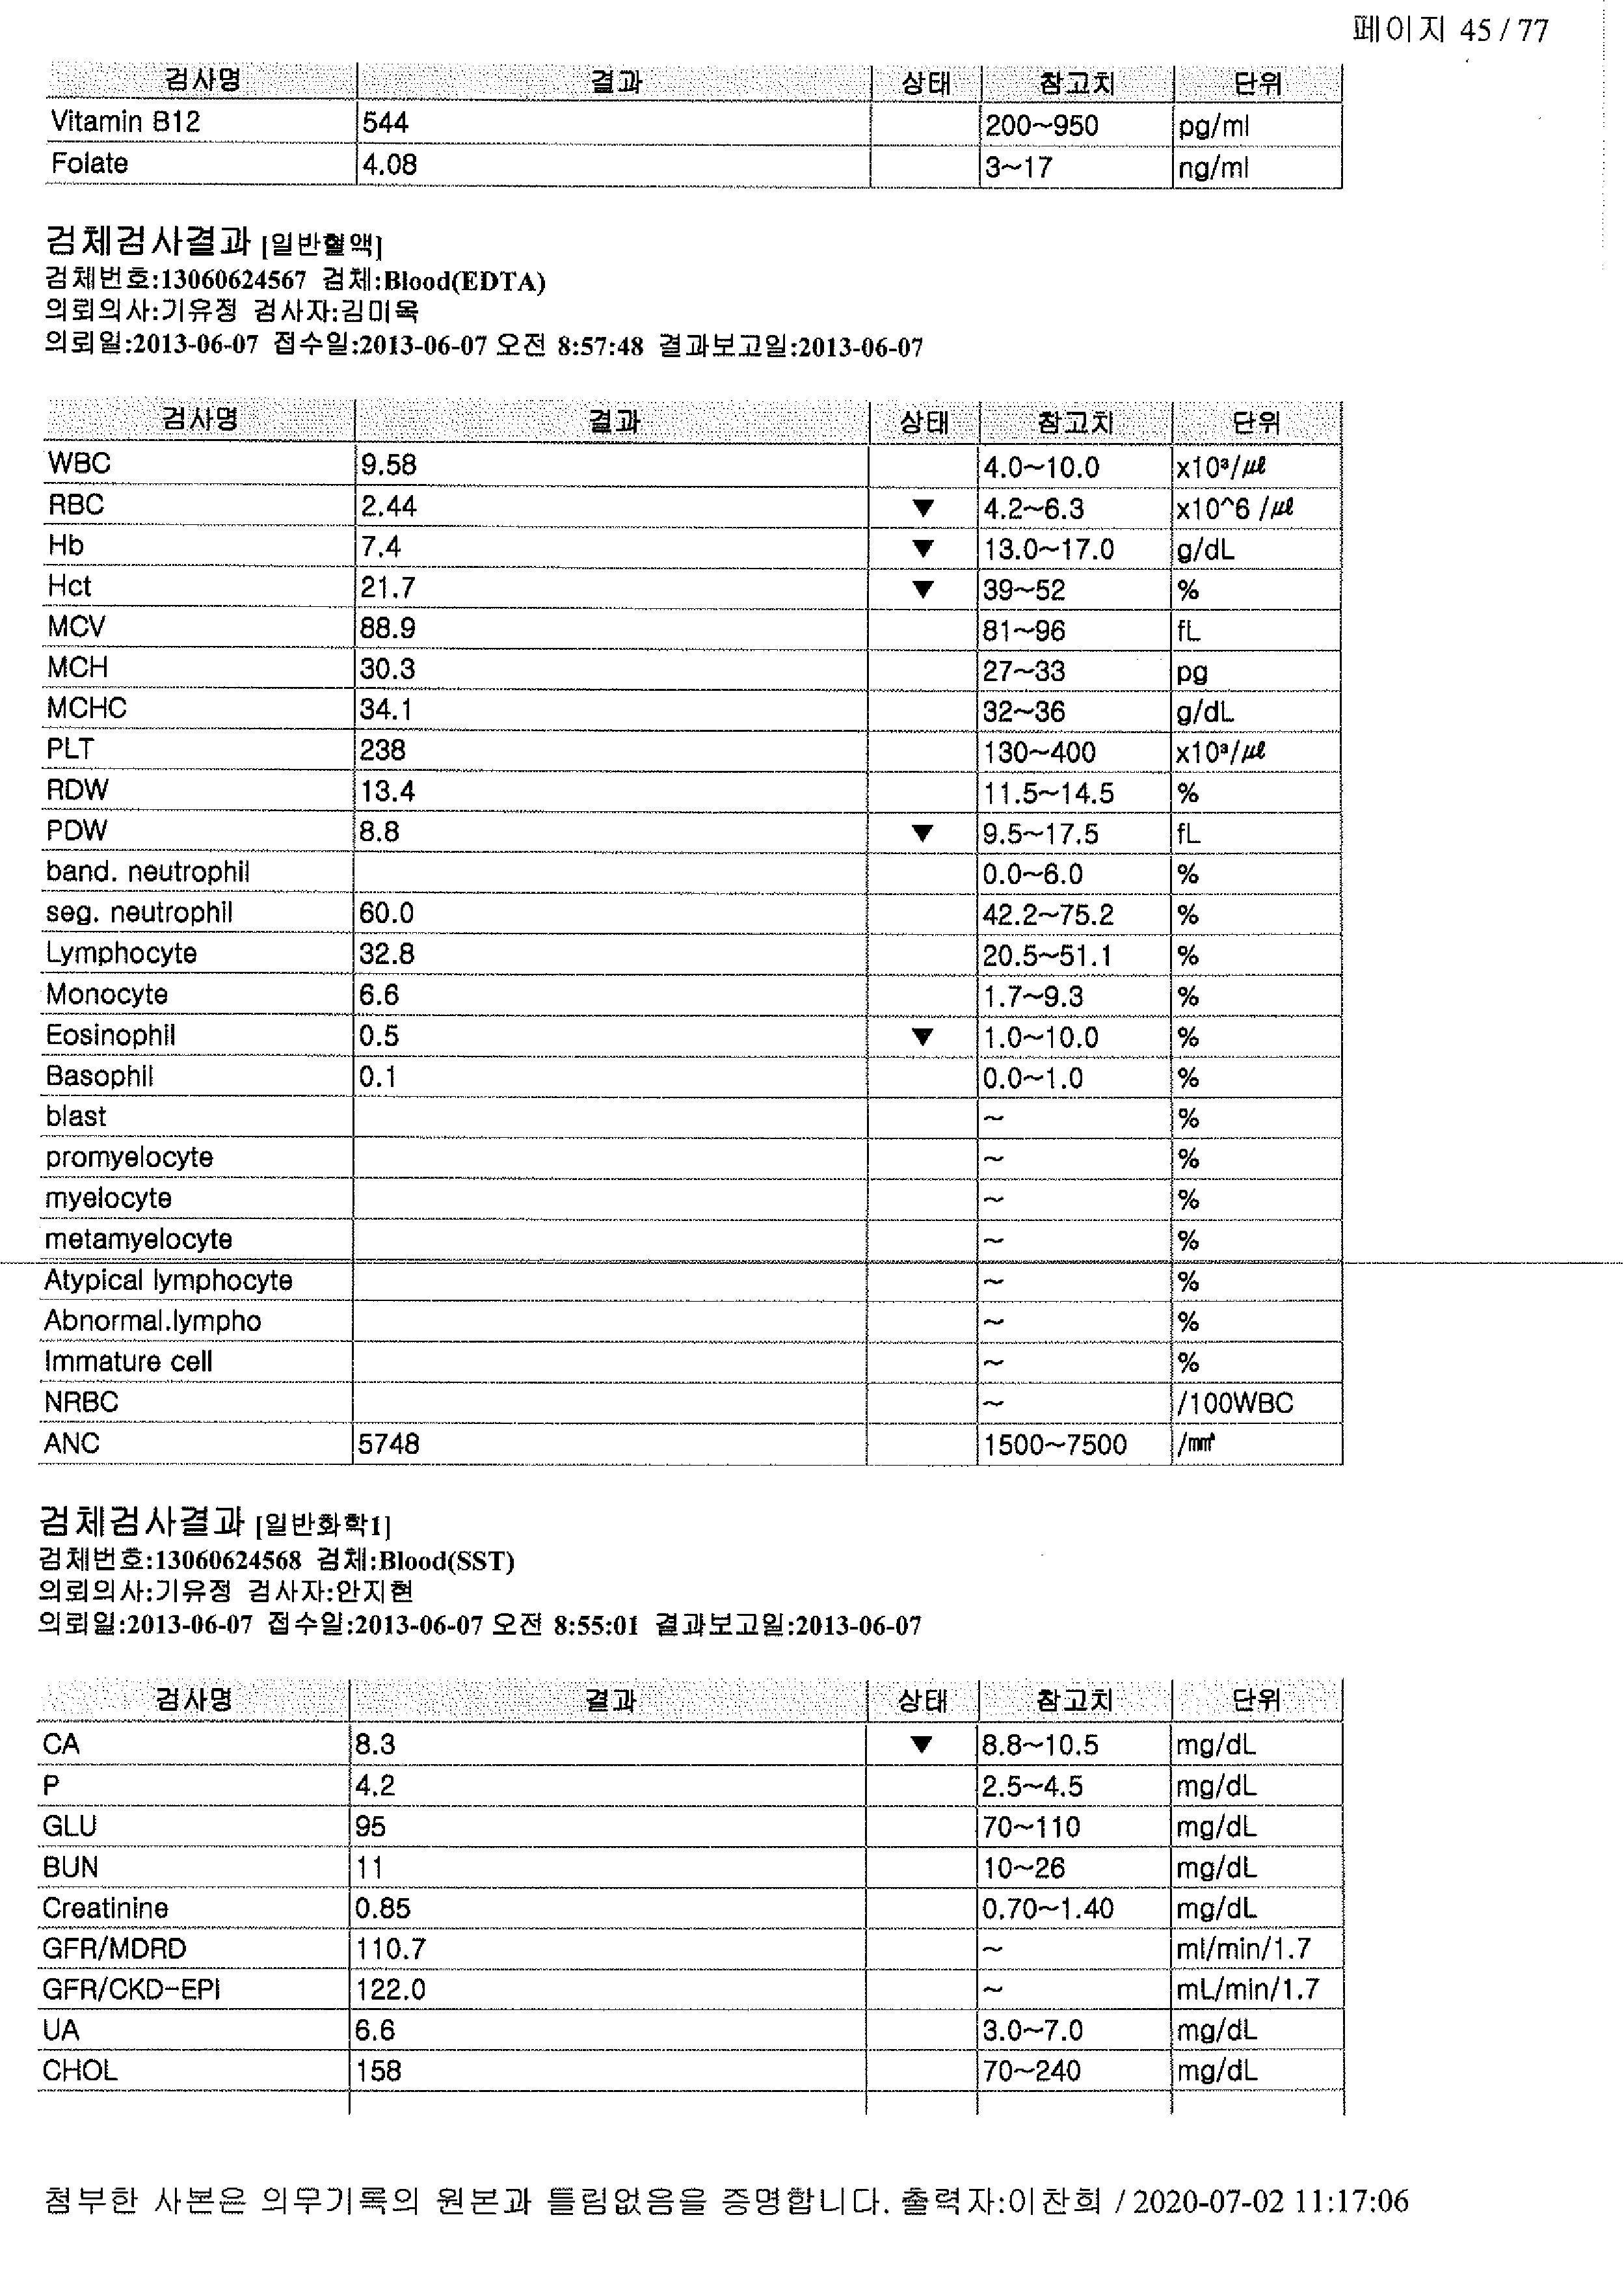 페이지 45 / 77
검사명 결과 상태 참고치 단위
Vitamin B12 544 200~950 pg/ml
Folate 4.08 3~17 ng/ml
검체검사결과 [일반혈액]
검체번호:13060624567 검체:Blood(EDTA)
의뢰의사:기유정 검사자:김미옥
의뢰일:2013-06-07 접수일:2013-06-07 오전 8:57:48 결과보고일:2013-06-07
검사명 결과 상태 참고치 단위
WBC 9.58 4.0~10.0 x10³/㎕
RBC 2.44 ▼ 4.2~6.3 x10^6 /㎕
Hb 7.4 ▼ 13.0~17.0 g/dL
Hct 21.7 ▼ 39~52 %
MCV 88.9 81~96 fL
MCH 30.3 27~33 pg
MCHC 34.1 32~36 g/dL
PLT 238 130~400 x10³/㎕
RDW 13.4 11.5~14.5 %
PDW 8.8 ▼ 9.5~17.5 fL
band. neutrophil 0.0~6.0 %
seg. neutrophil 60.0 42.2~75.2 %
Lymphocyte 32.8 20.5~51.1 %
Monocyte 6.6 1.7~9.3 %
Eosinophil 0.5 ▼ 1.0~10.0 %
Basophil 0.1 0.0~1.0 %
blast ~ %
promyelocyte ~ %
myelocyte ~ %
metamyelocyte ~ %
Atypical lymphocyte ~ %
Abnormal.lympho ~ %
Immature cell ~ %
NRBC ~ /100WBC
ANC 5748 1500~7500 /㎣
검체검사결과 [일반화학1]
검체번호:13060624568 검체:Blood(SST)
의뢰의사:기유정 검사자:안지현
의뢰일:2013-06-07 접수일:2013-06-07 오전 8:55:01 결과보고일:2013-06-07
검사명 결과 상태 참고치 단위
CA 8.3 ▼ 8.8~10.5 mg/dL
P 4.2 2.5~4.5 mg/dL
GLU 95 70~110 mg/dL
BUN 11 10~26 mg/dL
Creatinine 0.85 0.70~1.40 mg/dL
GFR/MDRD 110.7 ~ ml/min/1.7
GFR/CKD-EPI 122.0 ~ mL/min/1.7
UA 6.6 3.0~7.0 mg/dL
CHOL 158 70~240 mg/dL
첨부한 사본은 의무기록의 원본과 틀림없음을 증명합니다. 출력자:이찬희 / 2020-07-02 11:17:06